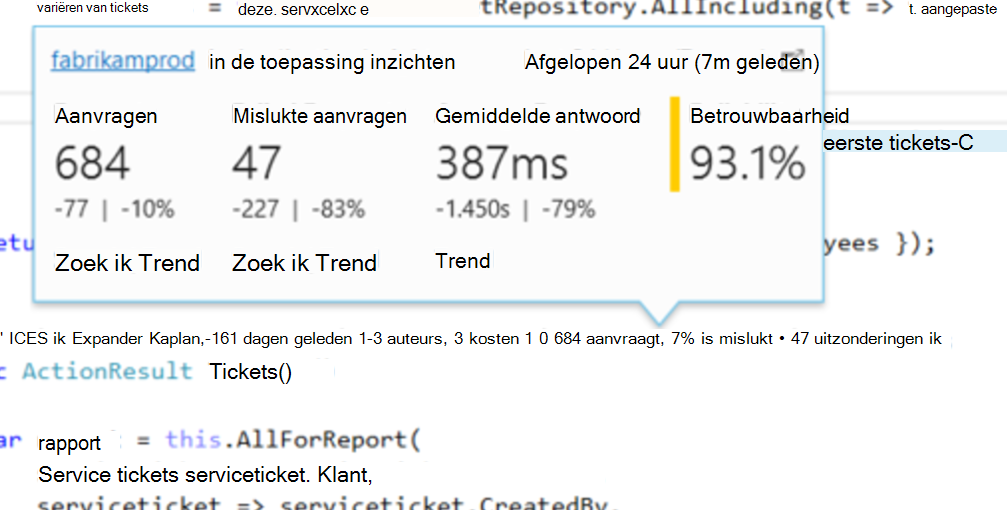 variëren van tickets = deze. servxcelxc e tRepository.AllIncluding(t => t. aangepaste
fabrikamprod in de toepassing inzichten Afgelopen 24 uur (7m geleden)
Aanvragen Mislukte aanvragen Gemiddelde antwoord Betrouwbaarheid
eerste tickets-C
684 47 387ms 93.1%
-77 | -10% -227 | -83% -1.450s | -79%
etu yees });
Zoek ik Trend Zoek ik Trend Trend
' ICES ik Expander Kaplan,-161 dagen geleden 1-3 auteurs, 3 kosten 1 0 684 aanvraagt, 7% is mislukt • 47 uitzonderingen ik
c ActionResult Tickets()
ar rapport = this.AllForReport(
Service tickets serviceticket. Klant,
serviceticket => serviceticket.CreatedBy,